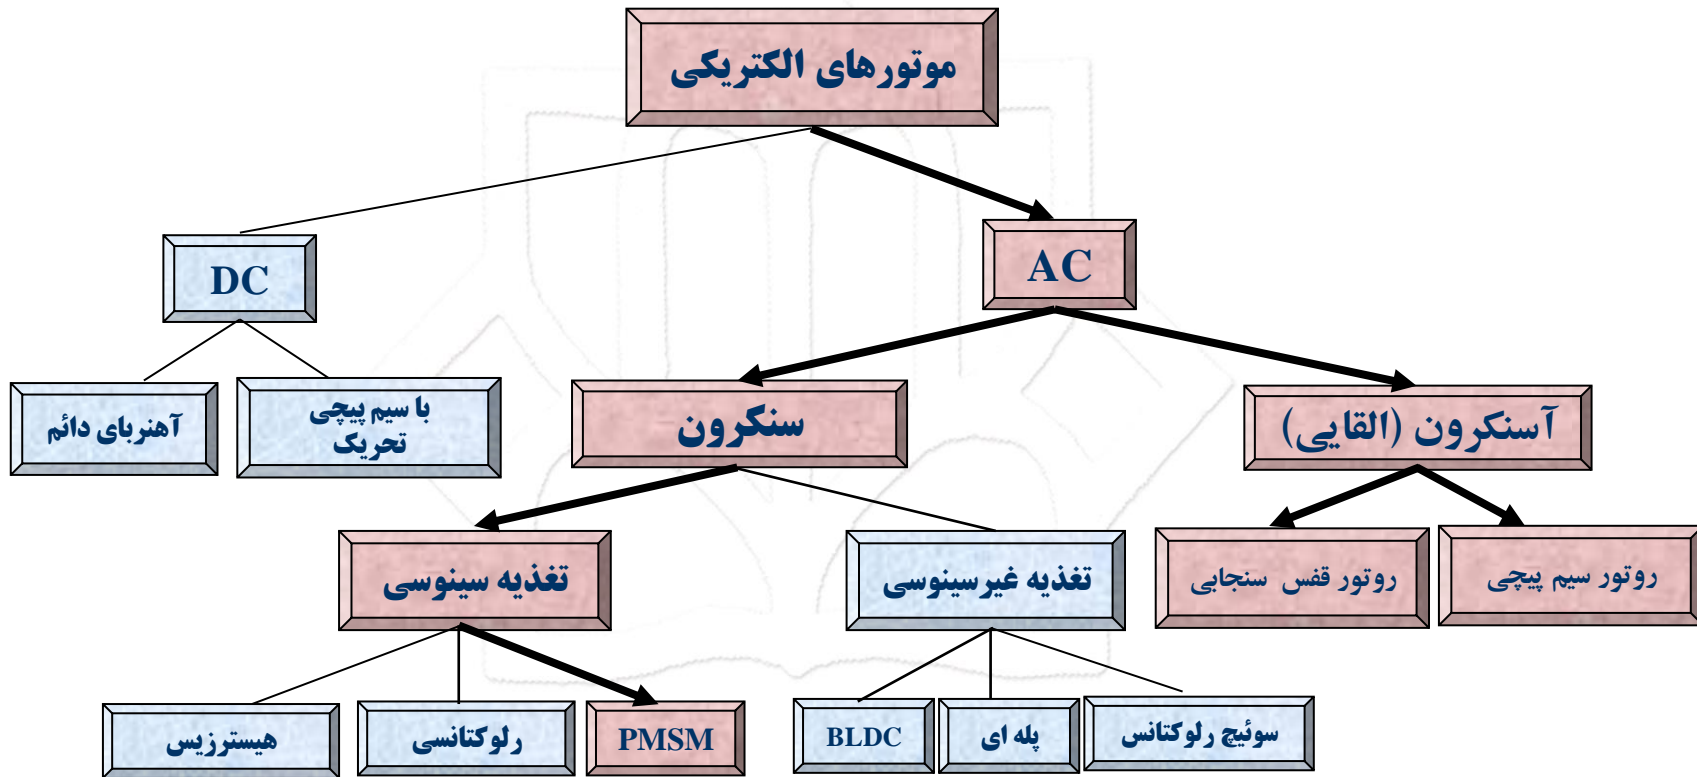 موتورهای الکتریکی
AC
DC
آسنکرون (القایی)
سنکرون
با سیم پیچی
تحریک
آهنربای دائم
روتور سیم پیچی
روتور قفس سنجابی
تغذیه غیرسینوسی
تغذیه سینوسی
سوئیچ رلوکتانس
پله ای
BLDC
PMSM
رلوکتانسی
هیسترزیس